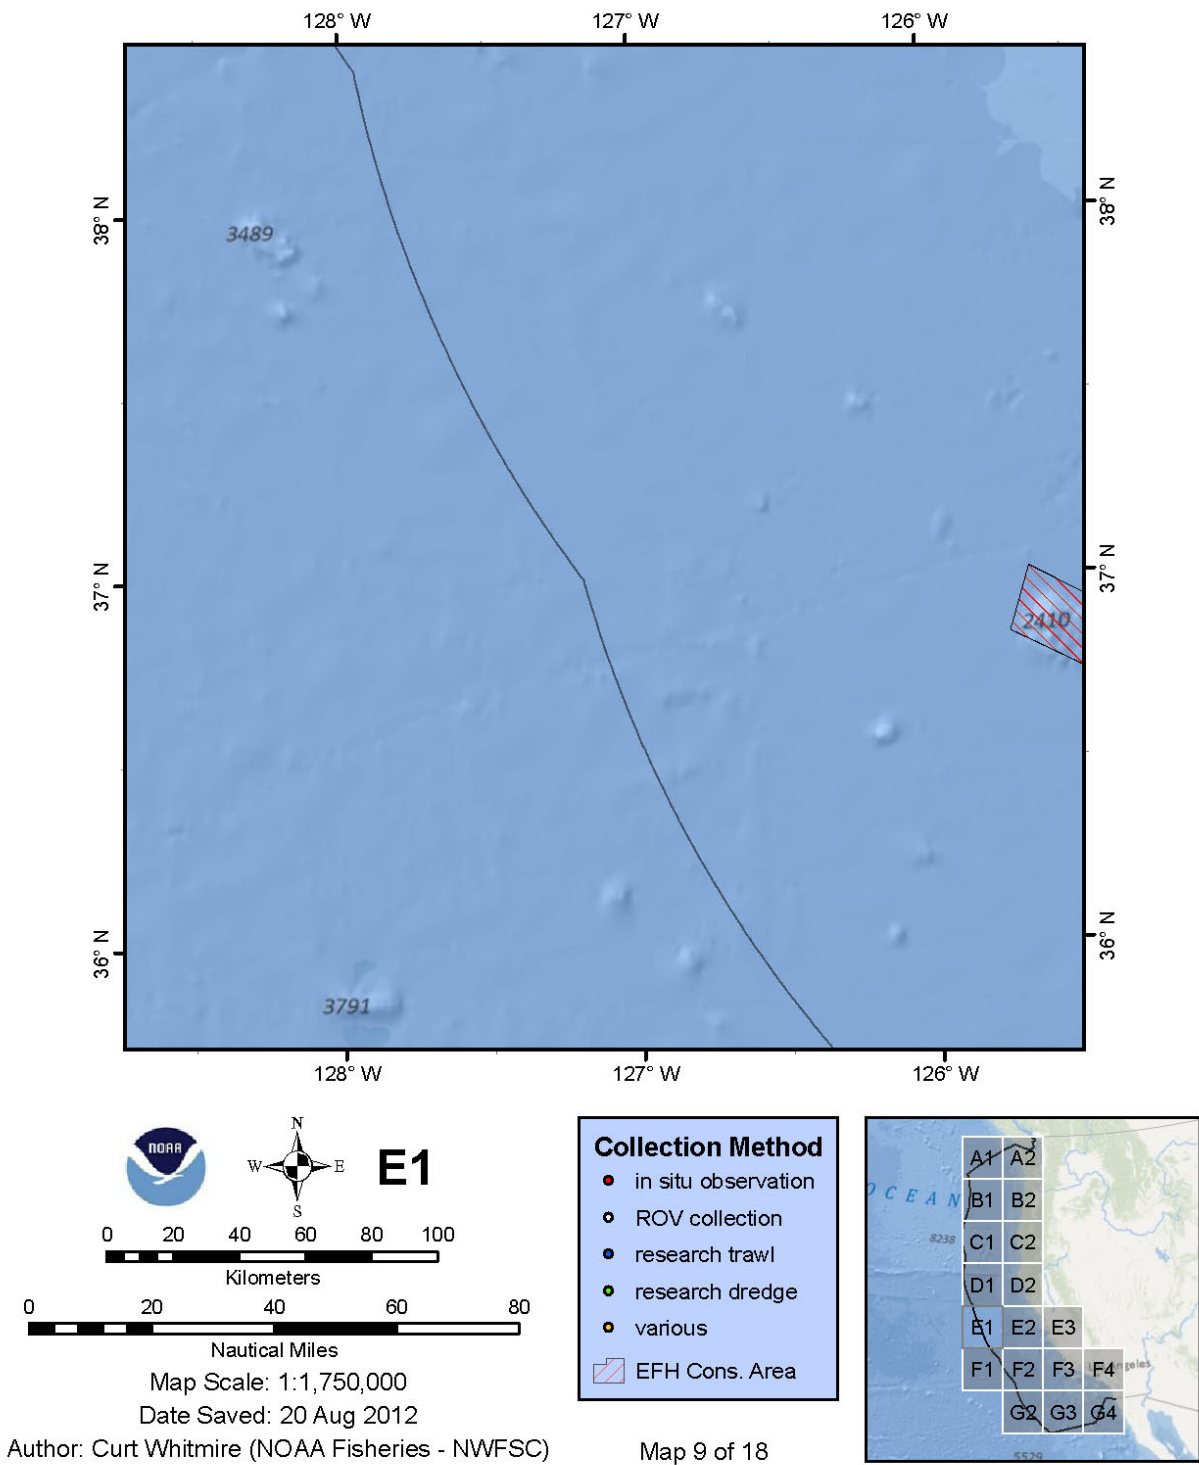 128° W 127° W 126° W
38° N
38° N
3489
37° N
37° N
2410
36° N
36° N
3791
128° W 127° W 126° W
NOAA
N
W E
S
E1
0 20 40 60 80 100
Kilometers
0 20 40 60 80
Nautical Miles
Map Scale: 1:1,750,000
Date Saved: 20 Aug 2012
Author: Curt Whitmire (NOAA Fisheries - NWFSC)
Collection Method
in situ observation
ROV collection
research trawl
research dredge
various
EFH Cons. Area
Map 9 of 18
A1 A2
OCEAN
B1 B2
8238
C1 C2
D1 D2
E1 E2 E3
F1 F2 F3 F4
G2 G3 G4
5529